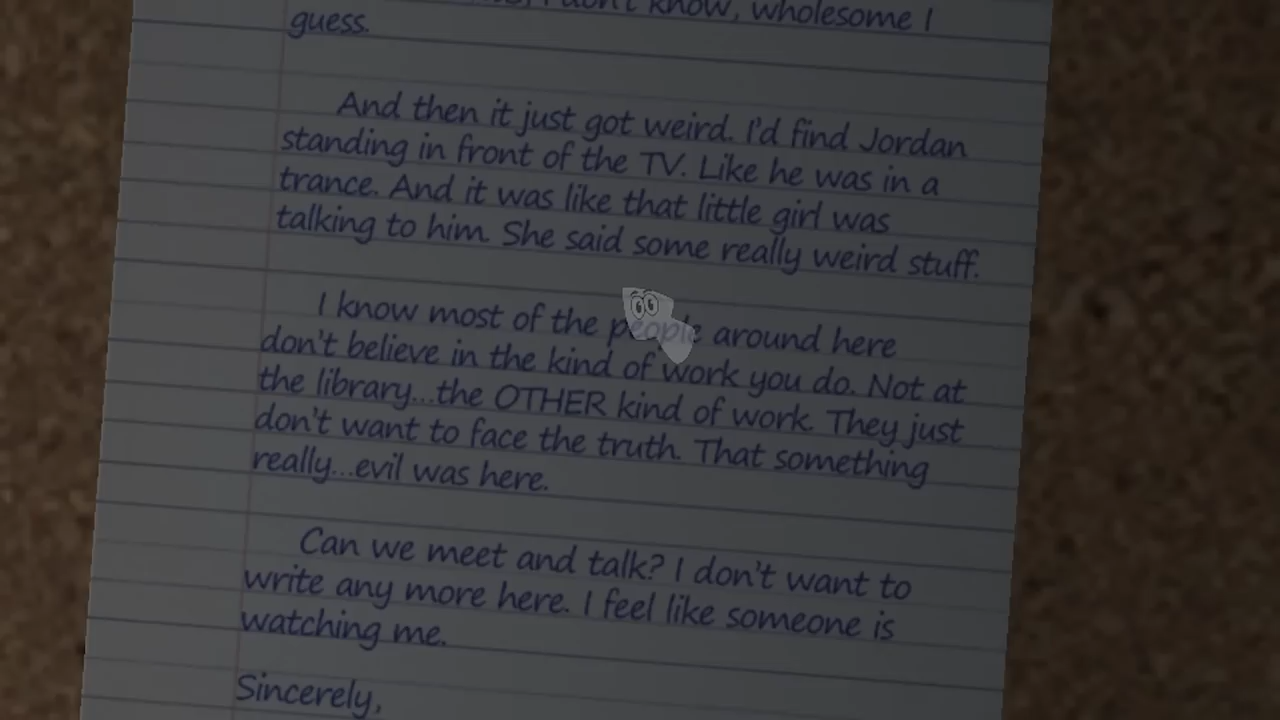 know, wholesome I
guess.
And then it just got weird. I'd find Jordan
standing in front of the TV. Like he was in a
trance. And it was like that little girl was
talking to him. She said some really weird stuff.
I know most of the people around here
don't believe in the kind of work you do. Not at
the library...the OTHER kind of work. They just
don't want to face the truth. That something
really...evil was here.
Can we meet and talk? I don't want to
write any more here. I feel like someone is
watching me.
Sincerely,